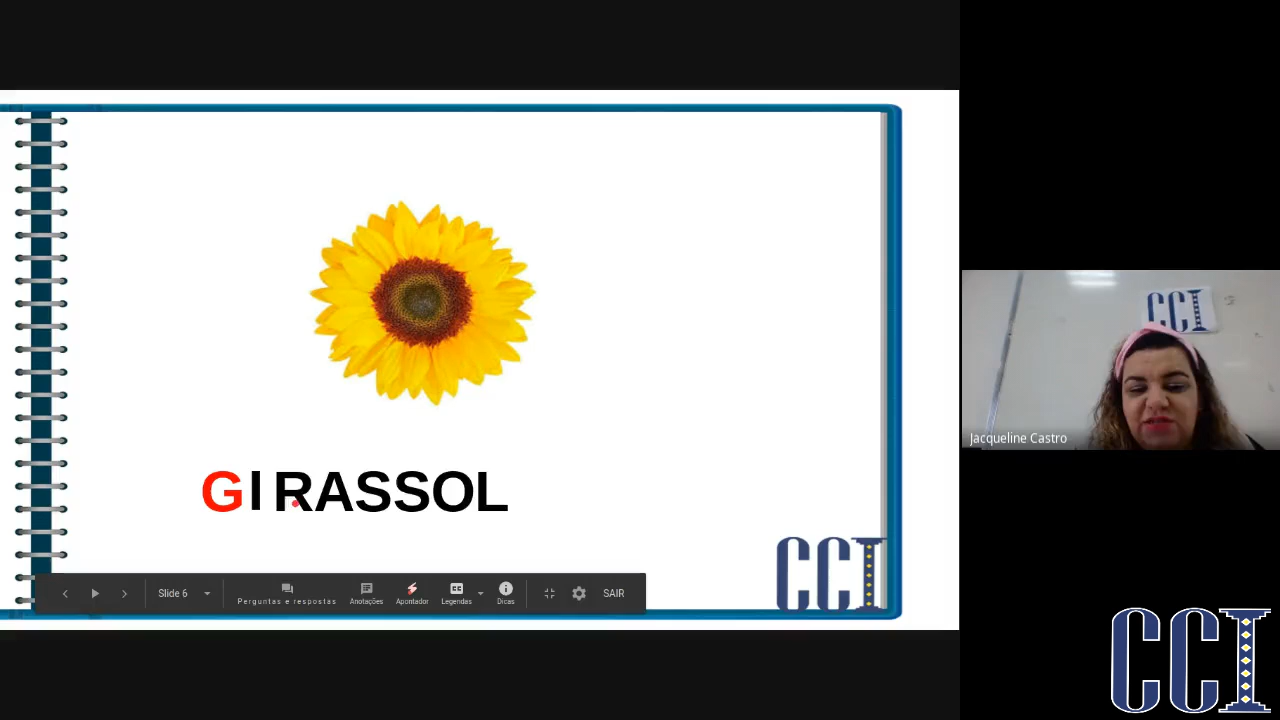 CCI
Jacqueline Castro
GIRASSOL
CCI
Slide 6
Perguntas e respostas
Anotações
Apontador
Legendas
Dicas
SAIR
CCI